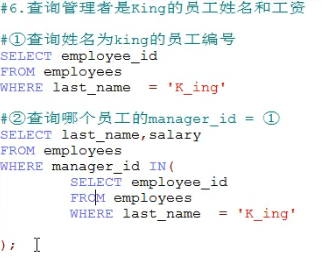 #6.查询管理者是King的员工姓名和工资
#①查询姓名为king的员工编号
SELECT employee_id
FROM employees
WHERE last_name  = 'K_ing'
#②查询哪个员工的manager_id = ①
SELECT last_name,salary
FROM employees
WHERE manager_id IN(
SELECT employee_id
FROM employees
WHERE last_name  = 'K_ing'
);